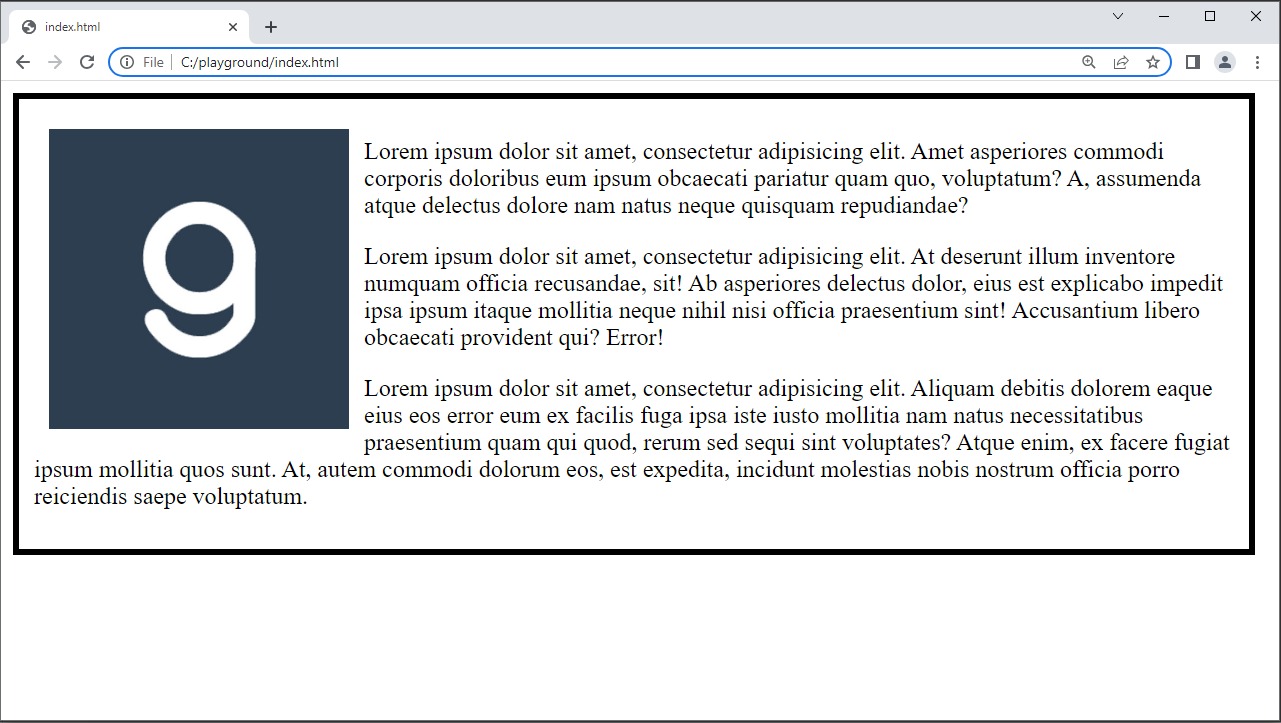 index.html
File C:/playground/index.html
g
Lorem ipsum dolor sit amet, consectetur adipisicing elit. Amet asperiores commodi
corporis doloribus eum ipsum obcaecati pariatur quam quo, voluptatum? A, assumenda
atque delectus dolore nam natus neque quisquam repudiandae?
Lorem ipsum dolor sit amet, consectetur adipisicing elit. At deserunt illum inventore
numquam officia recusandae, sit! Ab asperiores delectus dolor, eius est explicabo impedit
ipsa ipsum itaque mollitia neque nihil nisi officia praesentium sint! Accusantium libero
obcaecati provident qui? Error!
Lorem ipsum dolor sit amet, consectetur adipisicing elit. Aliquam debitis dolorem eaque
eius eos error eum ex facilis fuga ipsa iste iusto mollitia nam natus necessitatibus
praesentium quam qui quod, rerum sed sequi sint voluptates? Atque enim, ex facere fugiat
ipsum mollitia quos sunt. At, autem commodi dolorum eos, est expedita, incidunt molestias nobis nostrum officia porro
reiciendis saepe voluptatum.